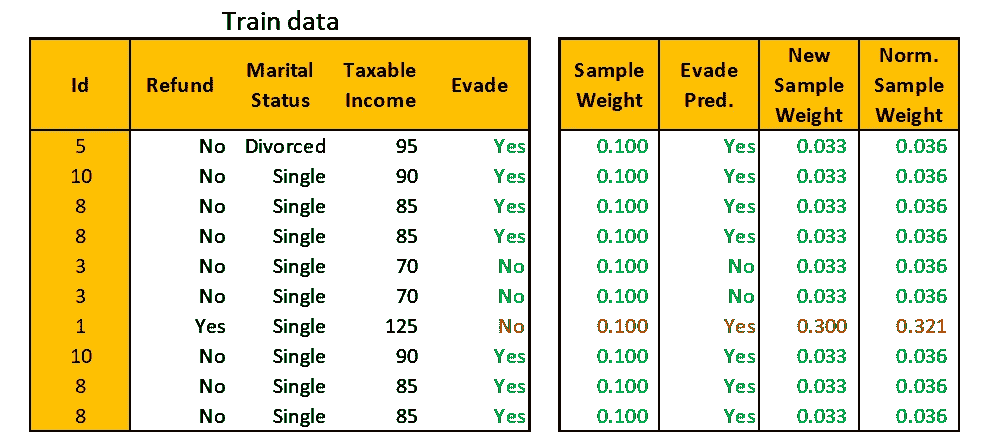 Train data
Id Refund Marital Status Taxable Income Evade Sample Weight Evade Pred. New Sample Weight Norm. Sample Weight
5 No Divorced 95 Yes 0.100 Yes 0.033 0.036
10 No Single 90 Yes 0.100 Yes 0.033 0.036
8 No Single 85 Yes 0.100 Yes 0.033 0.036
8 No Single 85 Yes 0.100 Yes 0.033 0.036
3 No Single 70 No 0.100 No 0.033 0.036
3 No Single 70 No 0.100 No 0.033 0.036
1 Yes Single 125 No 0.100 Yes 0.300 0.321
10 No Single 90 Yes 0.100 Yes 0.033 0.036
8 No Single 85 Yes 0.100 Yes 0.033 0.036
8 No Single 85 Yes 0.100 Yes 0.033 0.036